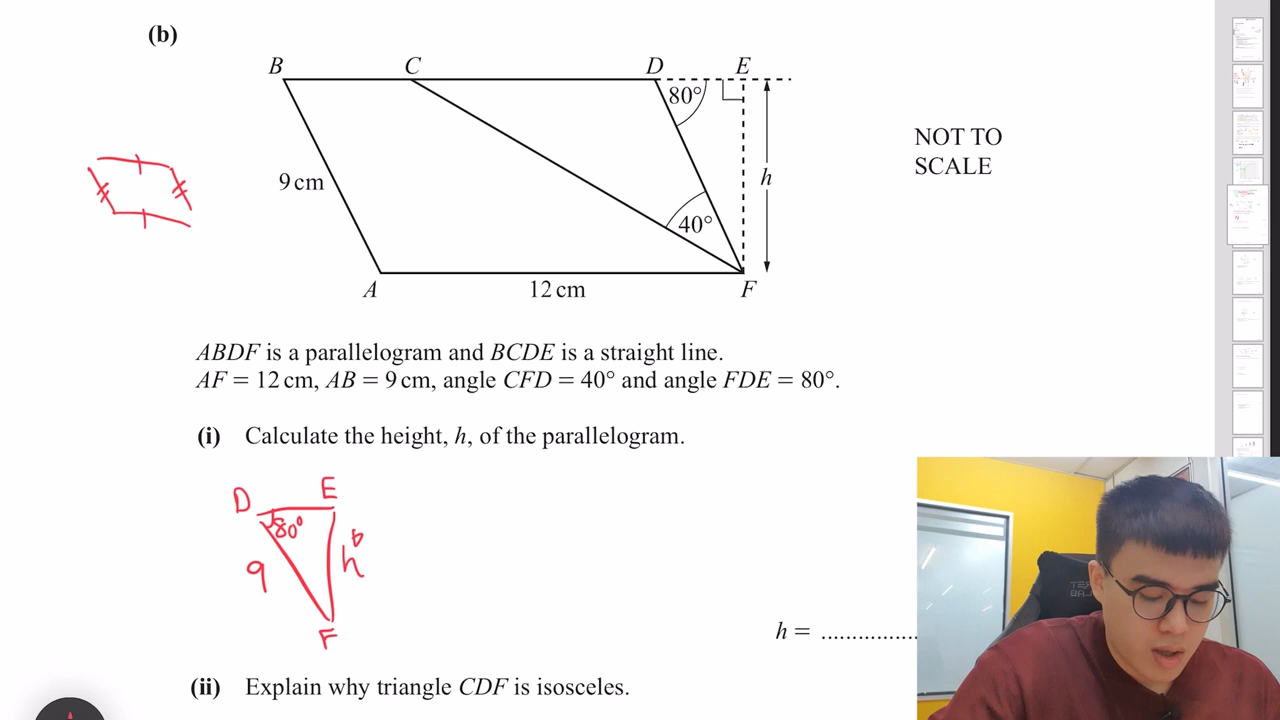 (b)
B C D E
80°
NOT TO
SCALE
9 cm
h
40°
A 12 cm F
ABDF is a parallelogram and BCDE is a straight line.
AF = 12 cm, AB = 9 cm, angle CFD = 40° and angle FDE = 80°.
(i) Calculate the height, h, of the parallelogram.
D E
80°
9 h
F
h = ................
(ii) Explain why triangle CDF is isosceles.